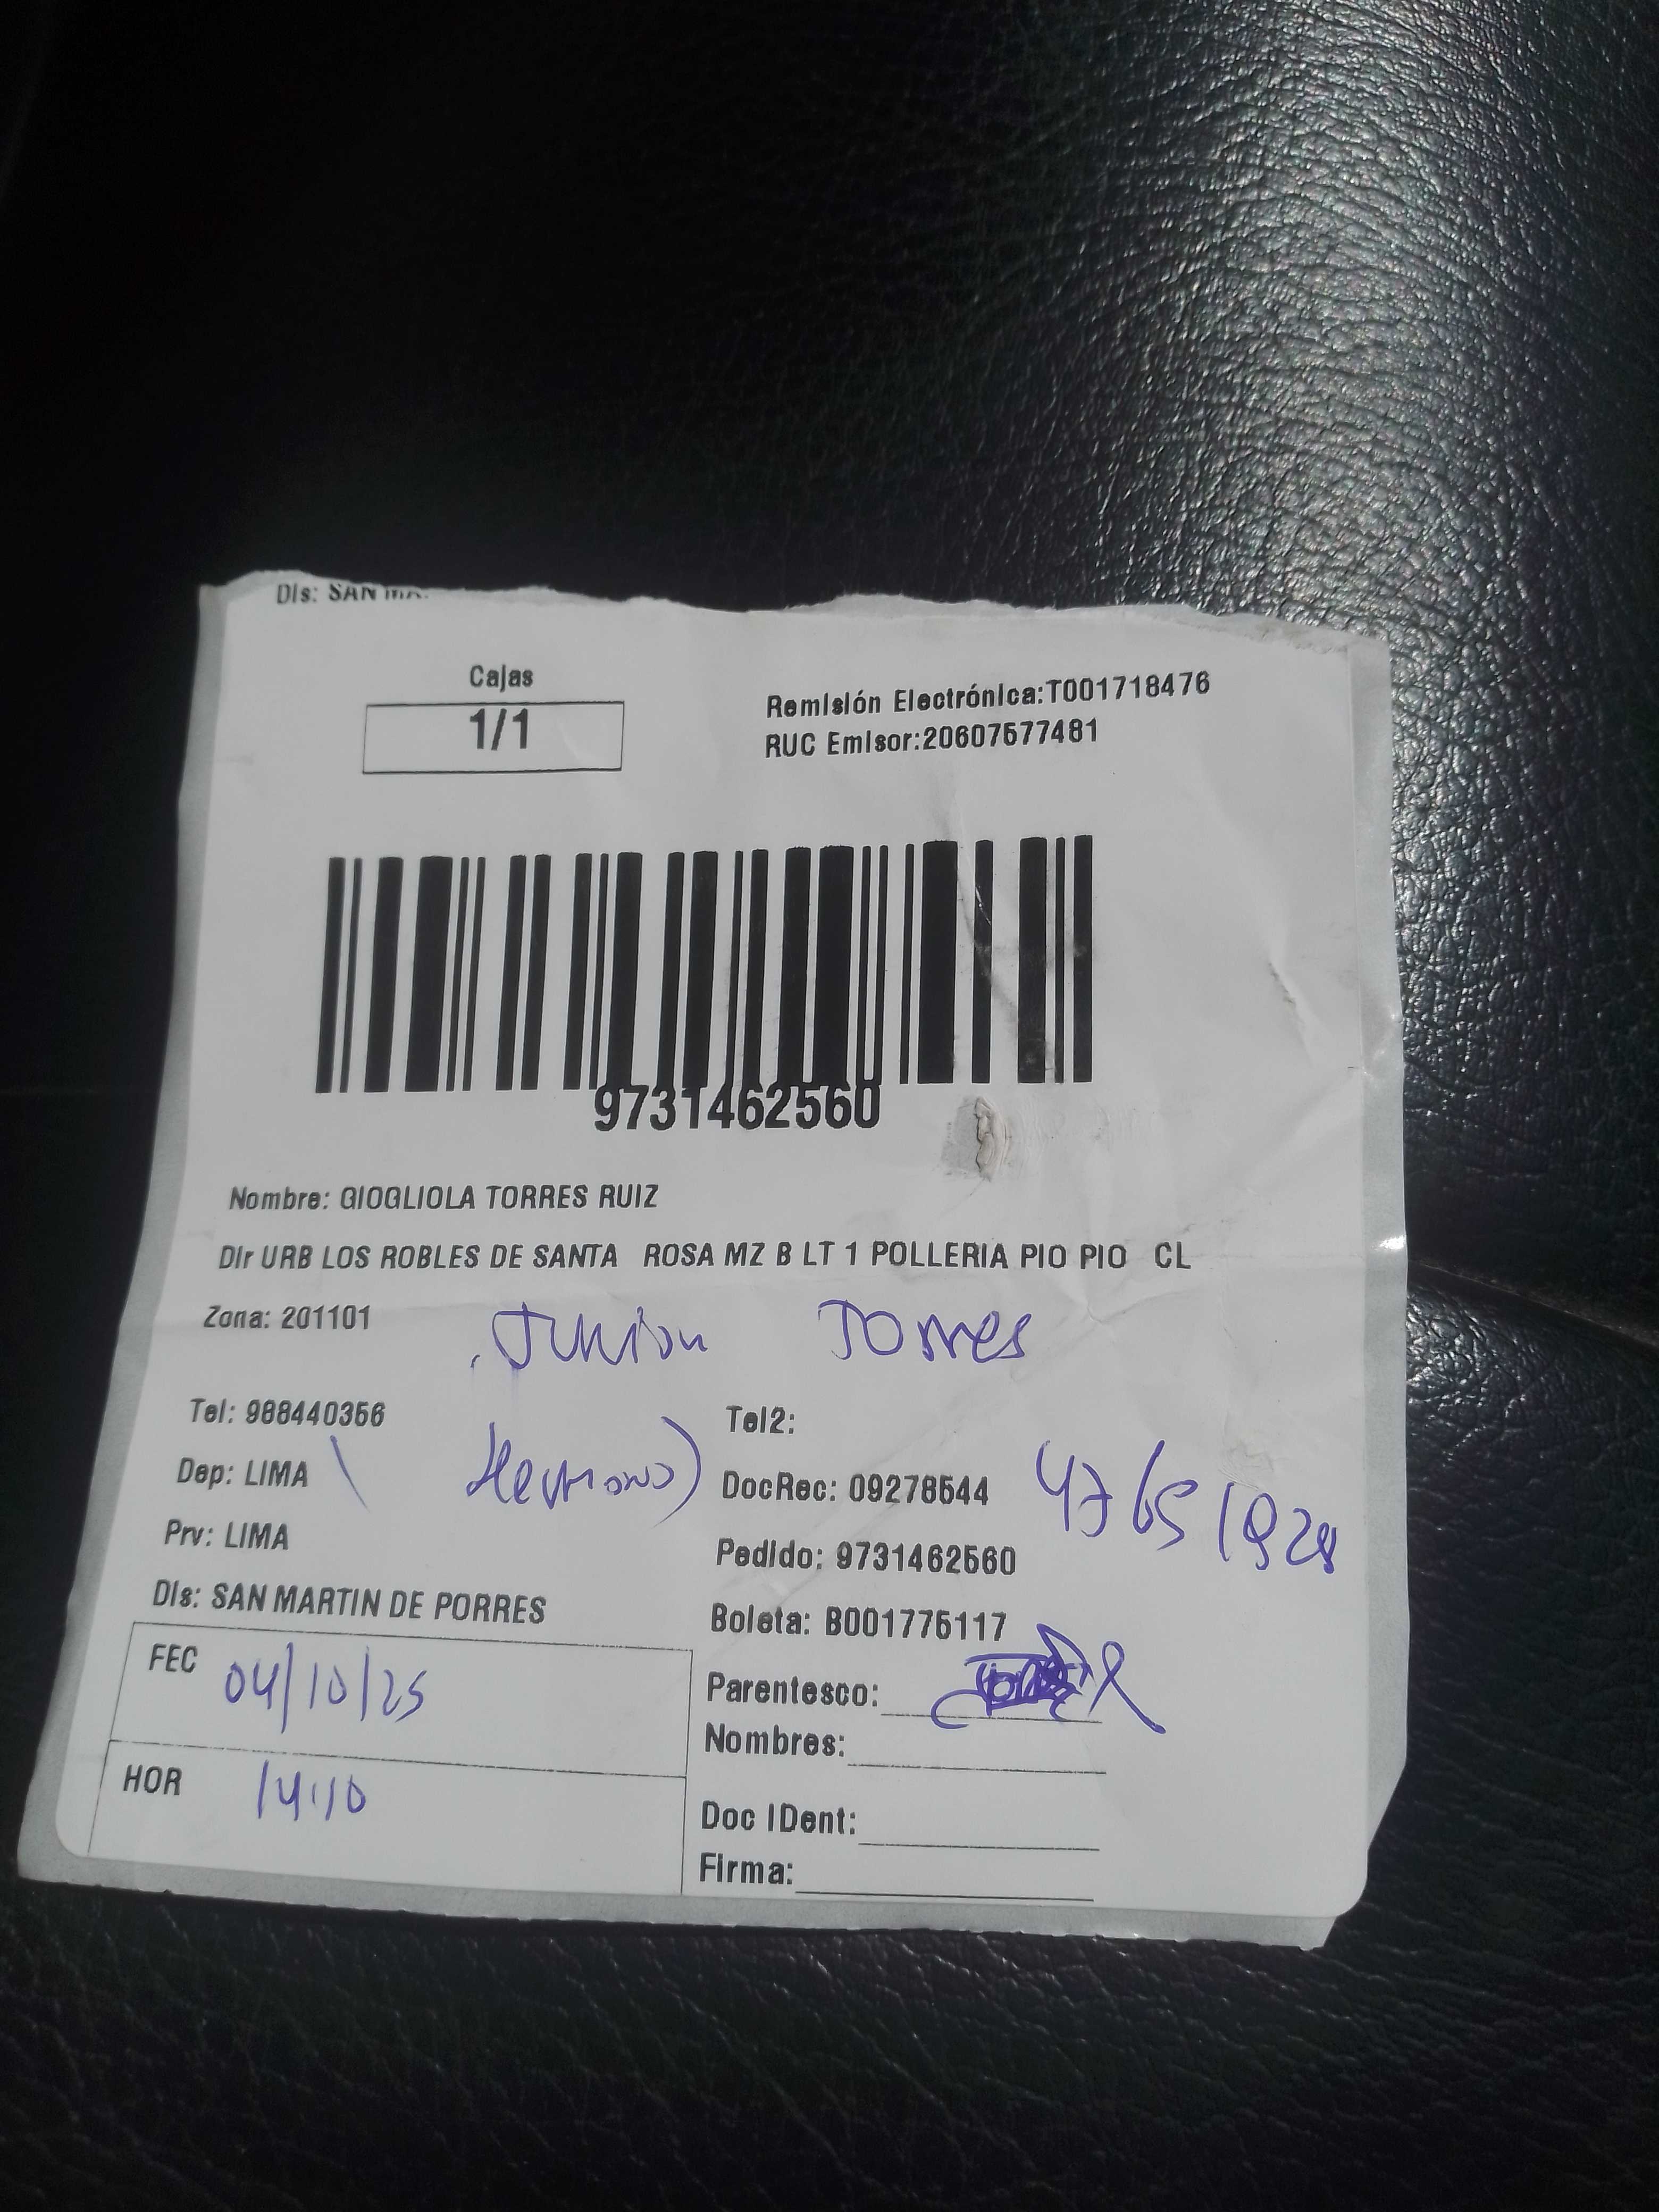 Dis: SAN MA
Cajas
1/1
Remisión Electrónica:T001718476
RUC Emisor:20607577481
9731462560
Nombre: GIOGLIOLA TORRES RUIZ
Dir URB LOS ROBLES DE SANTA ROSA MZ B LT 1 POLLERIA PIO PIO CL
Zona: 201101
Junior Torres
Tel: 988440356
Tel2:
(Hermano)
Dep: LIMA
DocRec: 09278544
Prv: LIMA
Pedido: 9731462560
Dis: SAN MARTIN DE PORRES
Boleta: B001775117
FEC 04/10/25
Parentesco:
Nombres:
HOR 14:10
Doc IDent:
Firma: